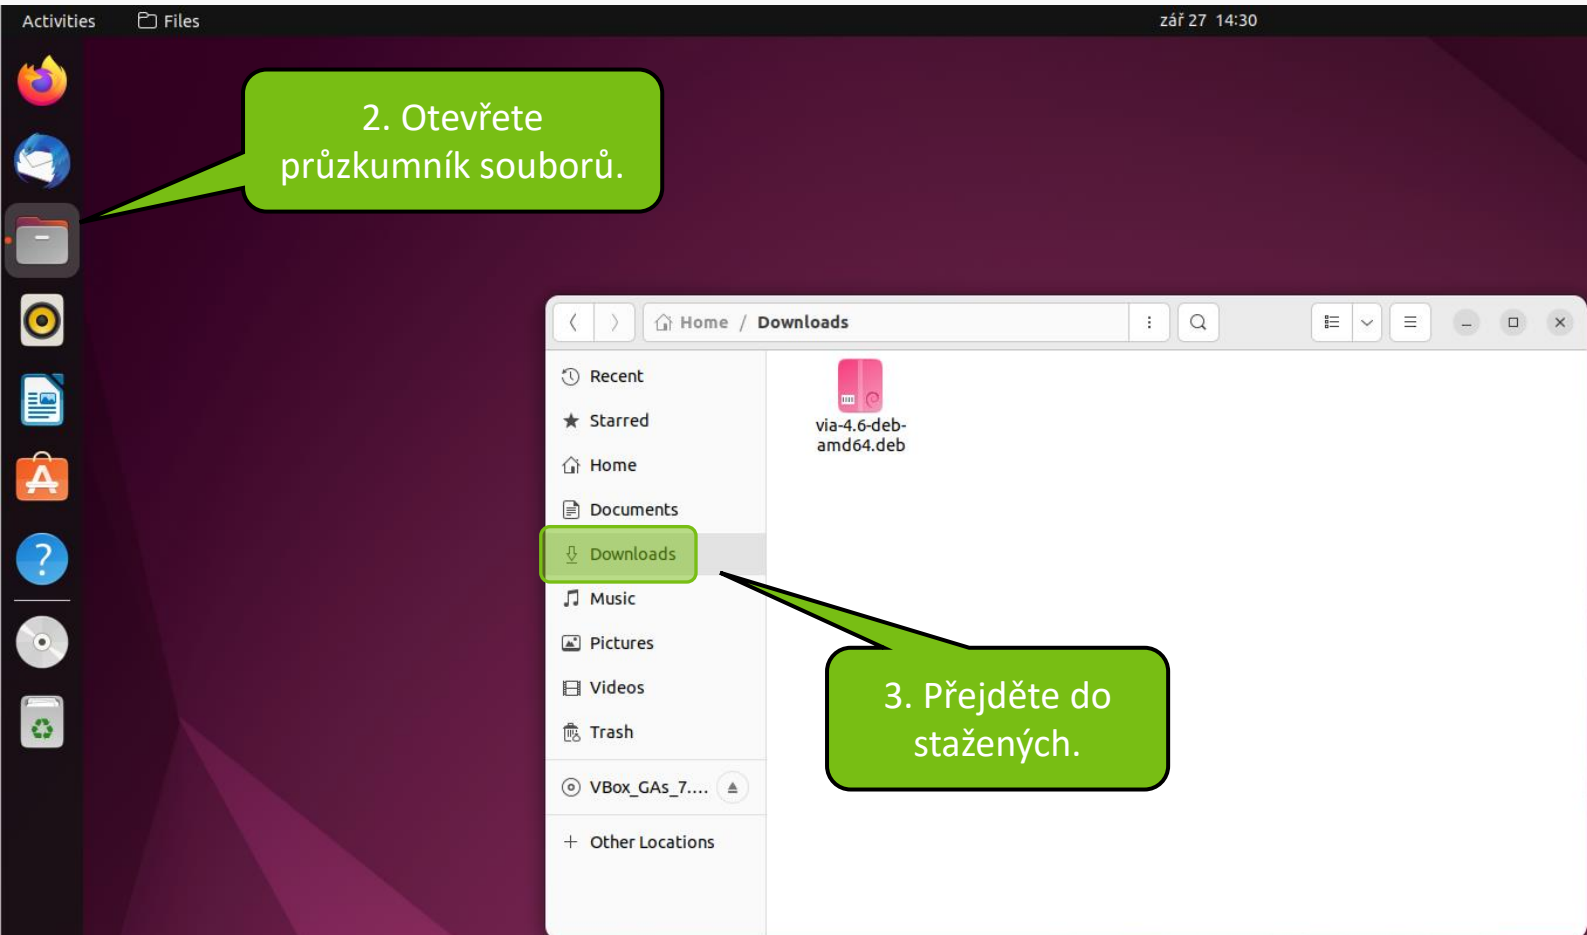 Activities Files zář 27 14:30
2. Otevřete
průzkumník souborů.
Home / Downloads
Recent
Starred
Home
Documents
Downloads
Music
Pictures
Videos
Trash
VBox_GAs_7....
Other Locations
via-4.6-deb-
amd64.deb
3. Přejděte do
stažených.